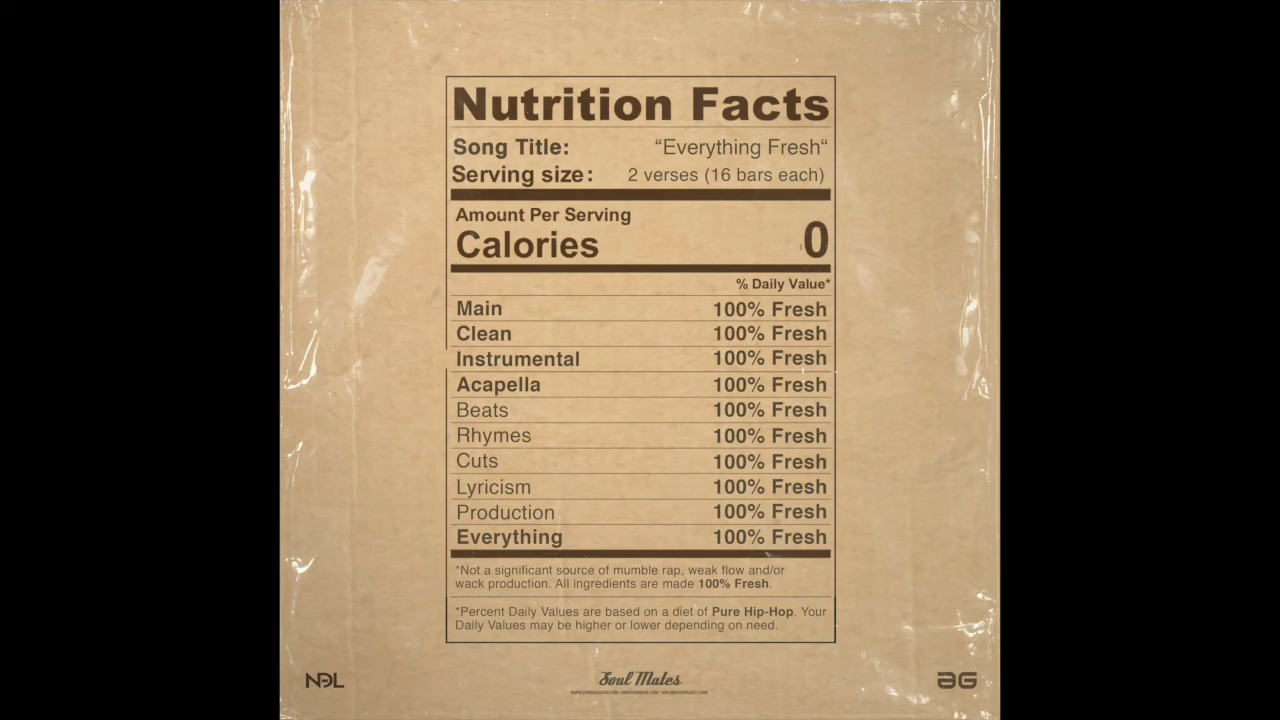 Nutrition Facts
Song Title: “Everything Fresh“
Serving size: 2 verses (16 bars each)
Amount Per Serving
Calories 0
% Daily Value*
Main 100% Fresh
Clean 100% Fresh
Instrumental 100% Fresh
Acapella 100% Fresh
Beats 100% Fresh
Rhymes 100% Fresh
Cuts 100% Fresh
Lyricism 100% Fresh
Production 100% Fresh
Everything 100% Fresh
*Not a significant source of mumble rap, weak flow and/or
wack production. All ingredients are made 100% Fresh.
*Percent Daily Values are based on a diet of Pure Hip-Hop. Your
Daily Values may be higher or lower depending on need.
NDL Soul Mates